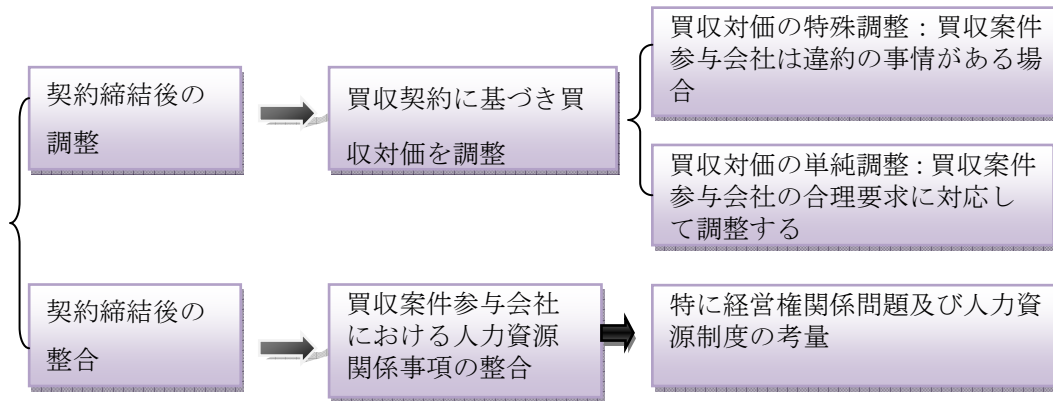 契約締結後の
調整
買収契約に基づき買
収対価を調整
買収対価の特殊調整：買収案件
参与会社は違約の事情がある場
合
買収対価の単純調整：買収案件
参与会社の合理要求に対応し
て調整する
契約締結後の
整合
買収案件参与会社
における人力資源
関係事項の整合
特に経営権関係問題及び人力資
源制度の考量